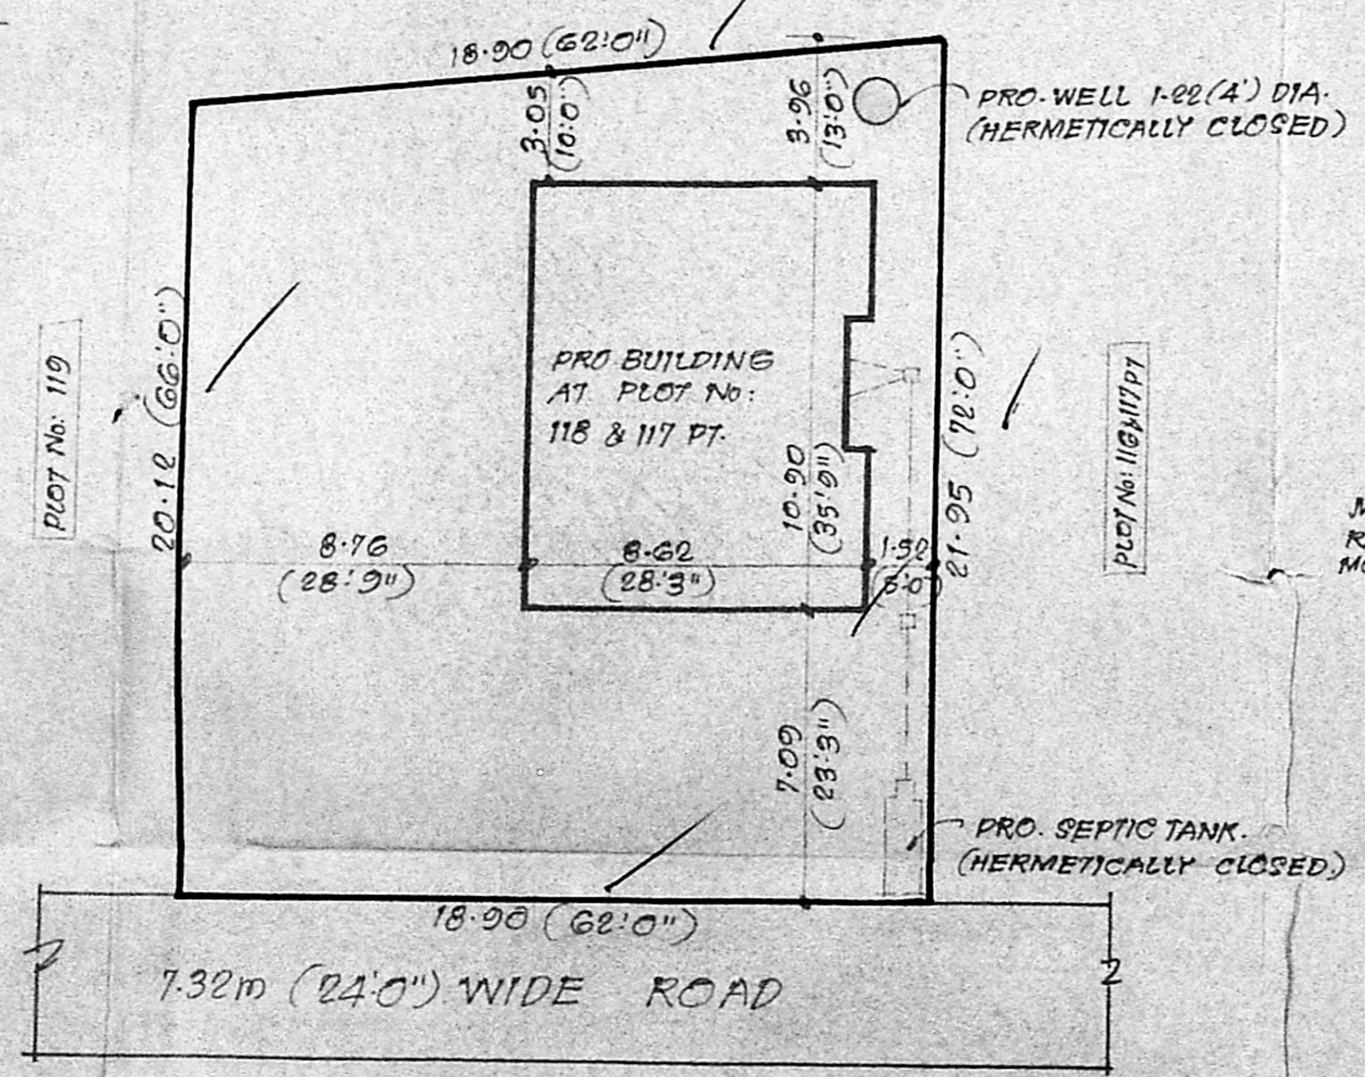 18.90 (62'0")
3.05
(10'0")
3.96
(13'0")
PRO. WELL 1.22 (4') DIA.
(HERMETICALLY CLOSED)
PLOT No: 119
20.12 (66'0")
PRO BUILDING
AT PLOT No:
118 & 117 PT.
10.90
(35'9")
21.95 (72'0")
PLOT No:
8.76
(28'9")
8.62
(28'3")
1.52
(5'0")
7.09
(23'3")
PRO. SEPTIC TANK.
(HERMETICALLY CLOSED)
18.90 (62'0")
7.32m (24'0") WIDE ROAD
2